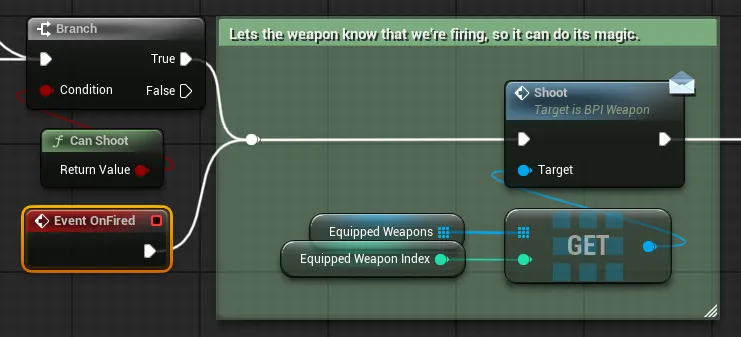 Branch
True
Condition
False
f Can Shoot
Return Value
Event OnFired
Lets the weapon know that we're firing, so it can do its magic.
Shoot
Target is BPI Weapon
Target
Equipped Weapons
Equipped Weapon Index
GET